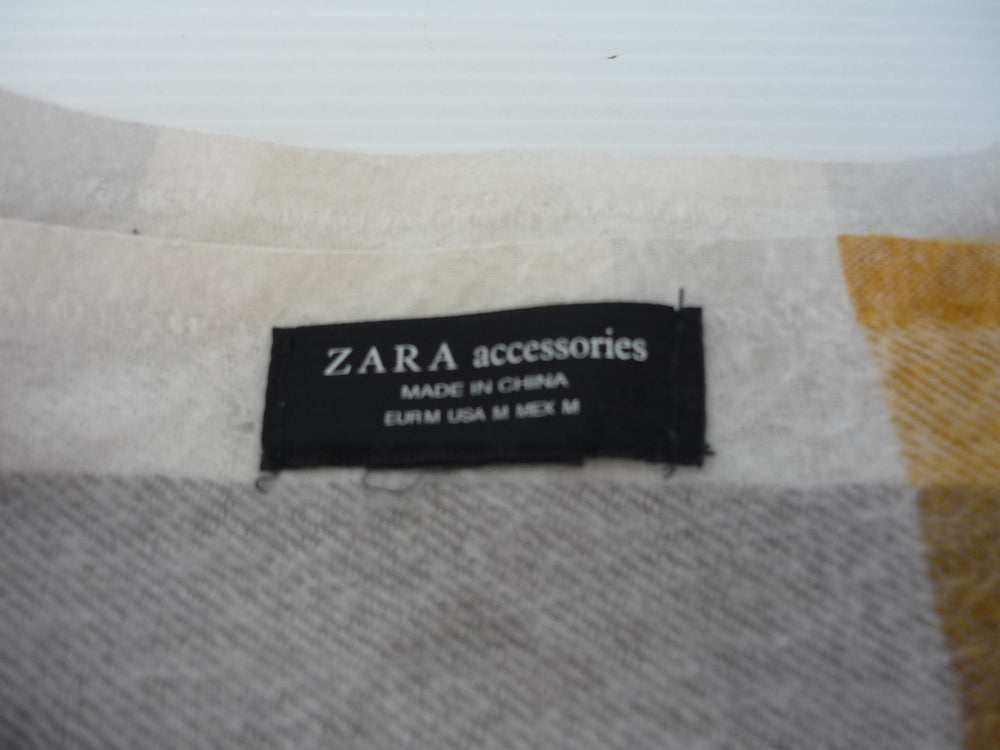 ZARA accessories
MADE IN CHINA
EUR M USA M MEX M